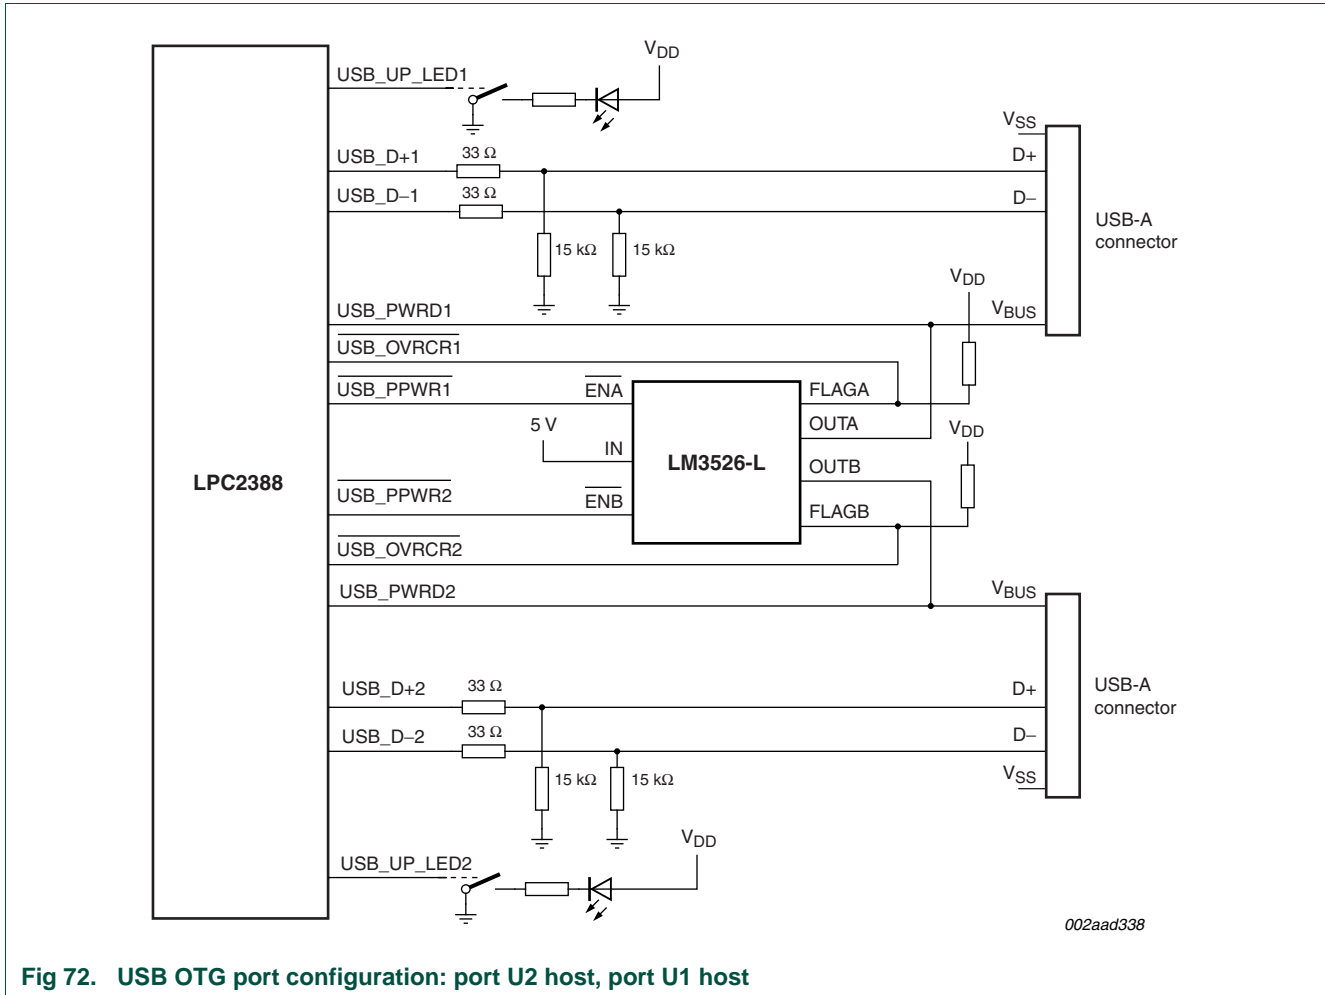 USB_UP_LED1
VDD
USB_D+1
33 Ω
VSS
D+
USB_D−1
33 Ω
D−
15 kΩ
15 kΩ
USB-A
connector
VDD
USB_PWRD1
VBUS
USB_OVRCR1
USB_PPWR1
ENA
FLAGA
5 V
IN
OUTA
VDD
LPC2388
LM3526-L
OUTB
USB_PPWR2
ENB
FLAGB
USB_OVRCR2
USB_PWRD2
VBUS
USB_D+2
33 Ω
D+
USB-A
connector
USB_D−2
33 Ω
D−
15 kΩ
15 kΩ
VSS
VDD
USB_UP_LED2
002aad338
Fig 72. USB OTG port configuration: port U2 host, port U1 host